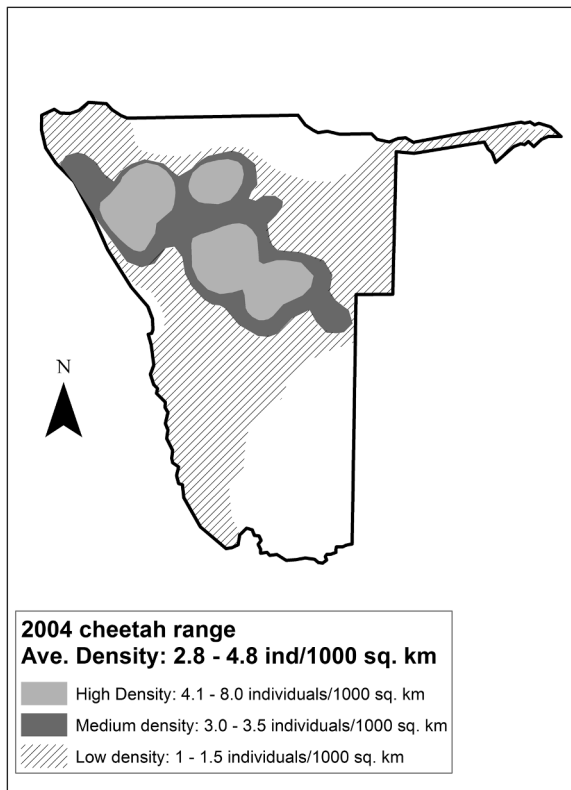 N
2004 cheetah range
Ave. Density: 2.8 - 4.8 ind/1000 sq. km
High Density: 4.1 - 8.0 individuals/1000 sq. km
Medium density: 3.0 - 3.5 individuals/1000 sq. km
Low density: 1 - 1.5 individuals/1000 sq. km